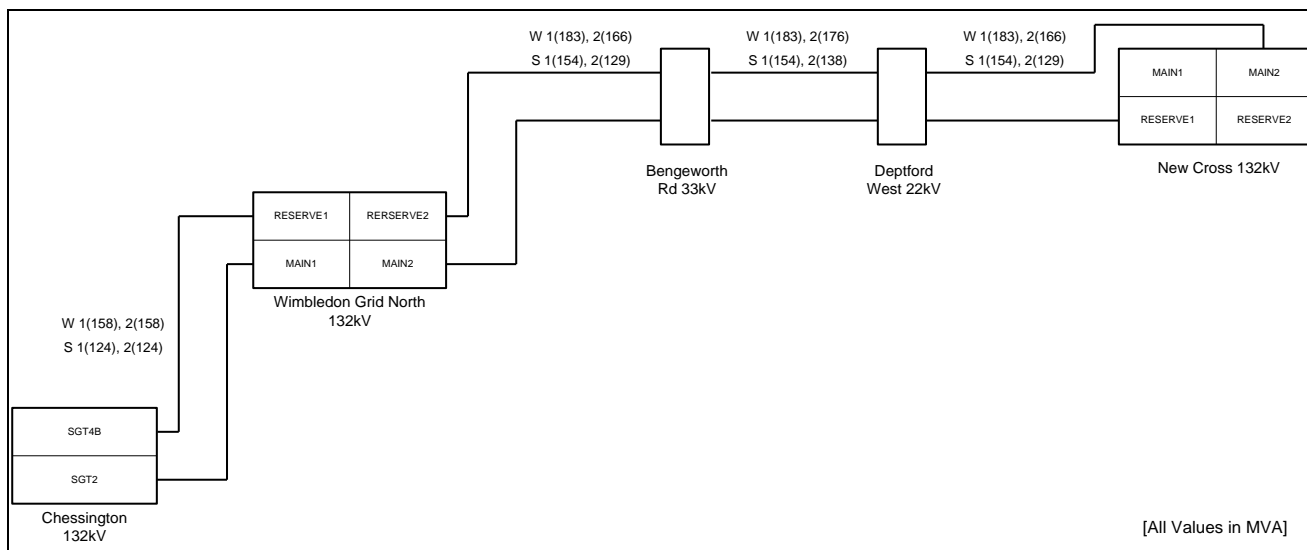 W 1(183), 2(166)
S 1(154), 2(129)
W 1(183), 2(176)
S 1(154), 2(138)
W 1(183), 2(166)
S 1(154), 2(129)
MAIN1
MAIN2
RESERVE1
RESERVE2
Bengeworth
Rd 33kV
Deptford
West 22kV
New Cross 132kV
RESERVE1
RERSERVE2
MAIN1
MAIN2
Wimbledon Grid North
132kV
W 1(158), 2(158)
S 1(124), 2(124)
SGT4B
SGT2
Chessington
132kV
[All Values in MVA]